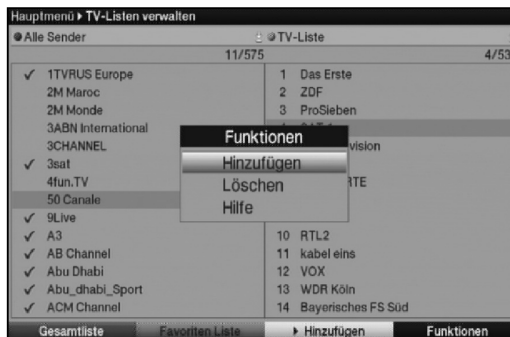 Hauptmenü ▸ TV-Listen verwalten
Alle Sender
TV-Liste
11/575
4/53
✓ 1TVRUS Europe
2M Maroc
2M Monde
3ABN International
3CHANNEL
✓ 3sat
4fun.TV
50 Canale
✓ 9Live
✓ A3
✓ AB Channel
✓ Abu Dhabi
✓ Abu_dhabi_Sport
✓ ACM Channel
1 Das Erste
2 ZDF
3 ProSieben
vision
RTE
10 RTL2
11 kabel eins
12 VOX
13 WDR Köln
14 Bayerisches FS Süd
Funktionen
Hinzufügen
Löschen
Hilfe
Gesamtliste
Favoriten Liste
▸ Hinzufügen
Funktionen